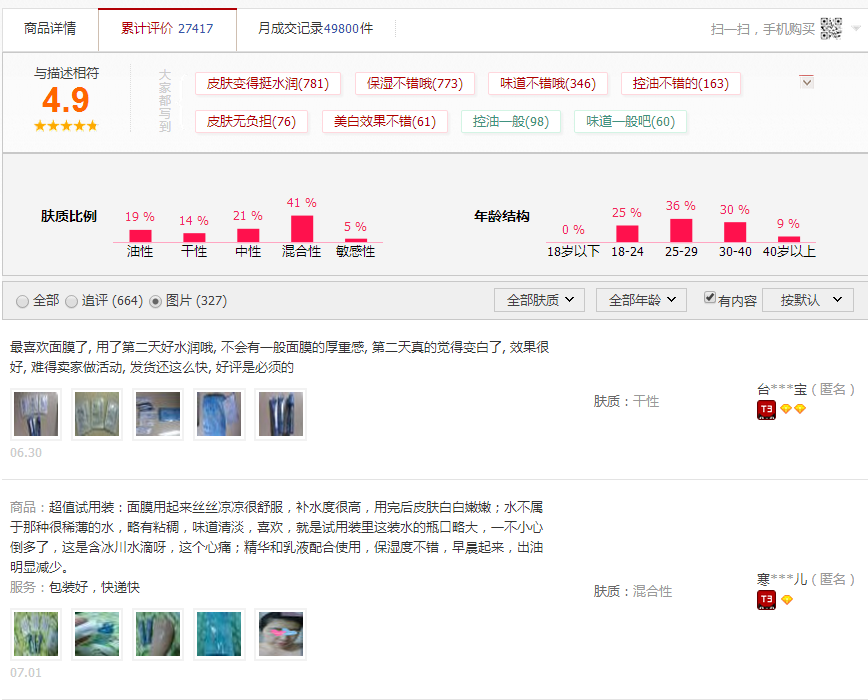 商品详情 累计评价 27417 月成交记录49800件 扫一扫，手机购买
与描述相符
4.9
大家都写到
皮肤变得挺水润(781) 保湿不错哦(773) 味道不错哦(346) 控油不错的(163)
皮肤无负担(76) 美白效果不错(61) 控油一般(98) 味道一般吧(60)
肤质比例
19 % 14 % 21 % 41 % 5 %
油性 干性 中性 混合性 敏感性
年龄结构
0 % 25 % 36 % 30 % 9 %
18岁以下 18-24 25-29 30-40 40岁以上
全部 追评 (664) 图片 (327) 全部肤质 全部年龄 有内容 按默认
最喜欢面膜了, 用了第二天好水润哦, 不会有一般面膜的厚重感, 第二天真的觉得变白了, 效果很
好, 难得卖家做活动, 发货还这么快, 好评是必须的
06.30
肤质：干性
台***宝 ( 匿名 )
T3
商品：超值试用装：面膜用起来丝丝凉凉很舒服，补水度很高，用完后皮肤白白嫩嫩；水不属
于那种很稀薄的水，略有粘稠，味道清淡，喜欢，就是试用装里这装水的瓶口略大，一不小心
倒多了，这是含冰川水滴呀，这个心痛；精华和乳液配合使用，保湿度不错，早晨起来，出油
明显减少。
服务：包装好，快递快
07.01
肤质：混合性
寒***儿 ( 匿名 )
T3